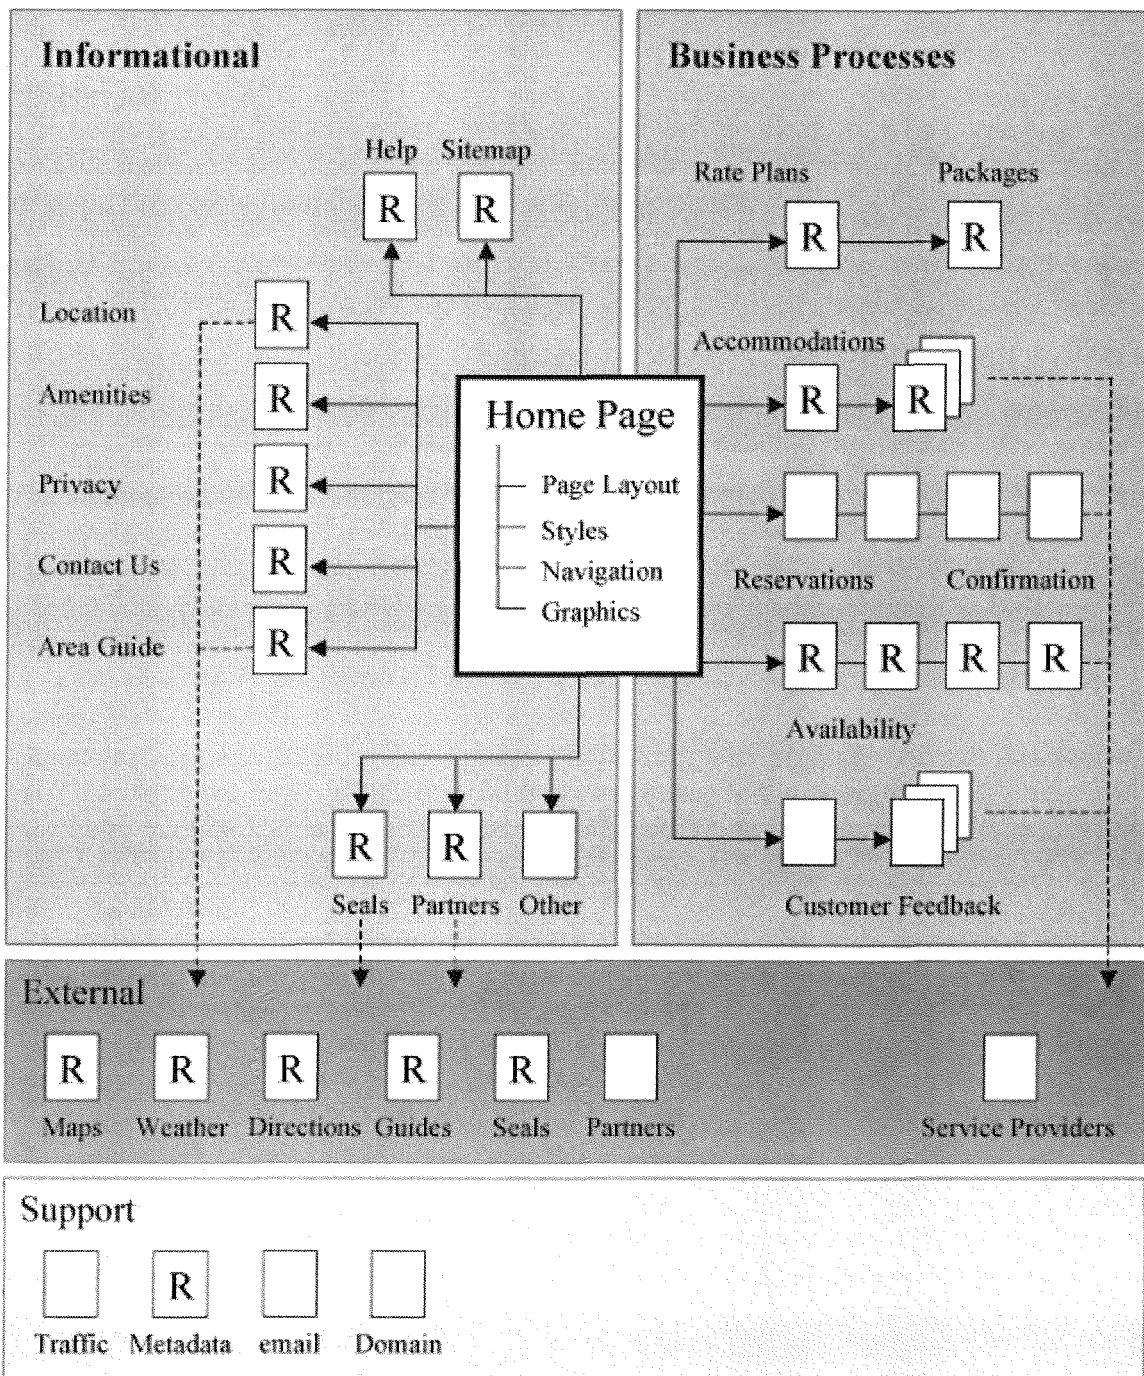 Informational
Help Sitemap
R R
Location R
Amenities R
Privacy R
Contact Us R
Area Guide R
Home Page
Page Layout
Styles
Navigation
Graphics
R R
Seals Partners Other
Business Processes
Rate Plans Packages
R R
Accommodations
R R
Reservations Confirmation
R R R R
Availability
Customer Feedback
External
R R R R R
Maps Weather Directions Guides Seals Partners Service Providers
Support
R
Traffic Metadata email Domain